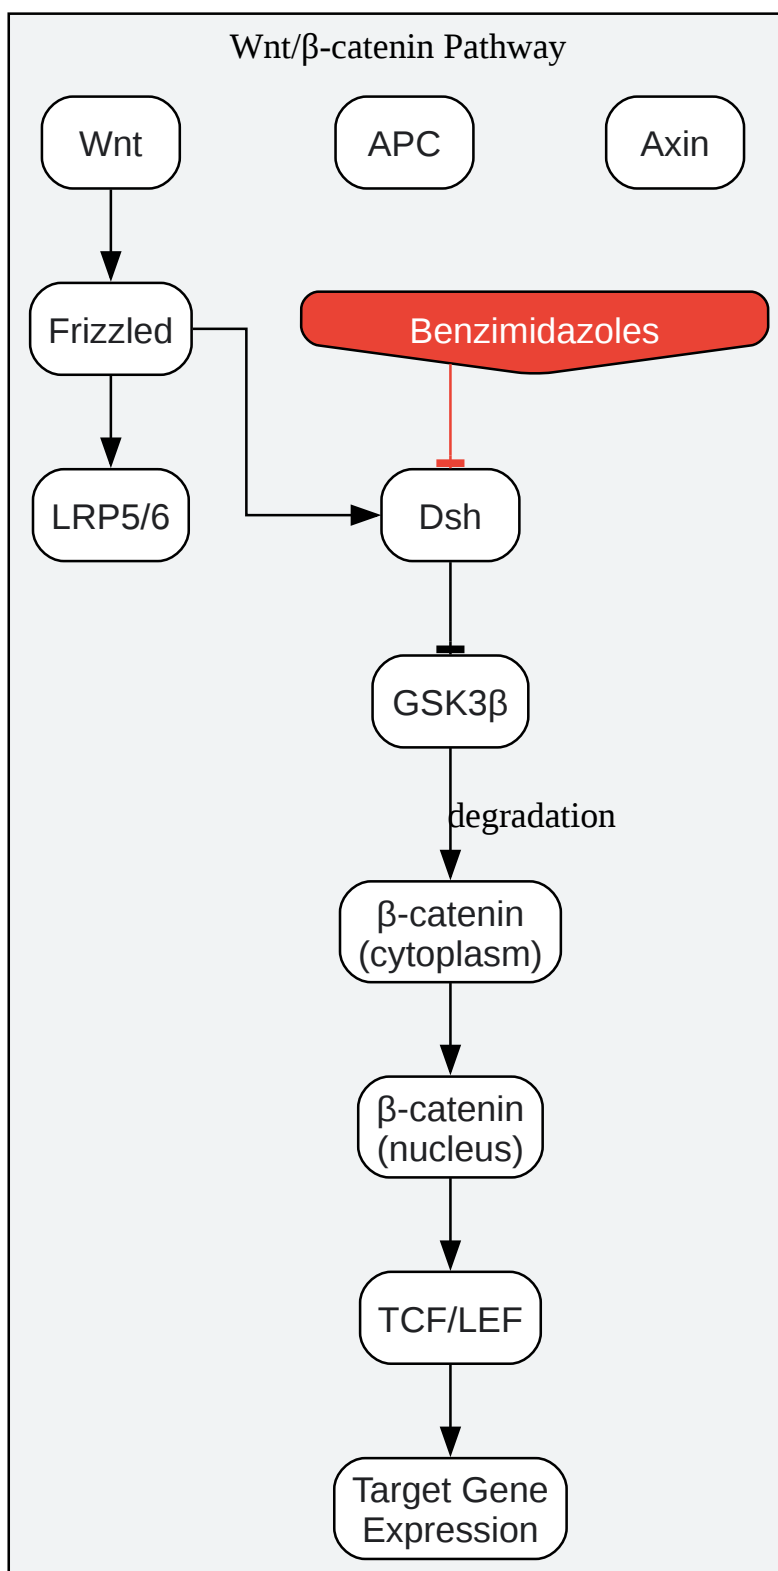 Wnt/β-catenin Pathway
Wnt
APC
Axin
Frizzled
Benzimidazoles
LRP5/6
Dsh
GSK3β
degradation
β-catenin
(cytoplasm)
β-catenin
(nucleus)
TCF/LEF
Target Gene
Expression